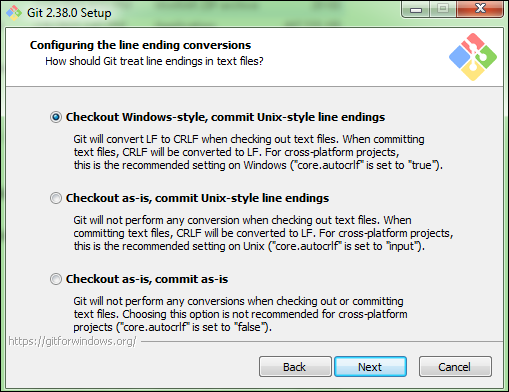 Git 2.38.0 Setup
Configuring the line ending conversions
How should Git treat line endings in text files?
Checkout Windows-style, commit Unix-style line endings
Git will convert LF to CRLF when checking out text files. When committing
text files, CRLF will be converted to LF. For cross-platform projects,
this is the recommended setting on Windows ("core.autocrlf" is set to "true").
Checkout as-is, commit Unix-style line endings
Git will not perform any conversion when checking out text files. When
committing text files, CRLF will be converted to LF. For cross-platform projects,
this is the recommended setting on Unix ("core.autocrlf" is set to "input").
Checkout as-is, commit as-is
Git will not perform any conversions when checking out or committing
text files. Choosing this option is not recommended for cross-platform
projects ("core.autocrlf" is set to "false").
https://gitforwindows.org/
Back
Next
Cancel